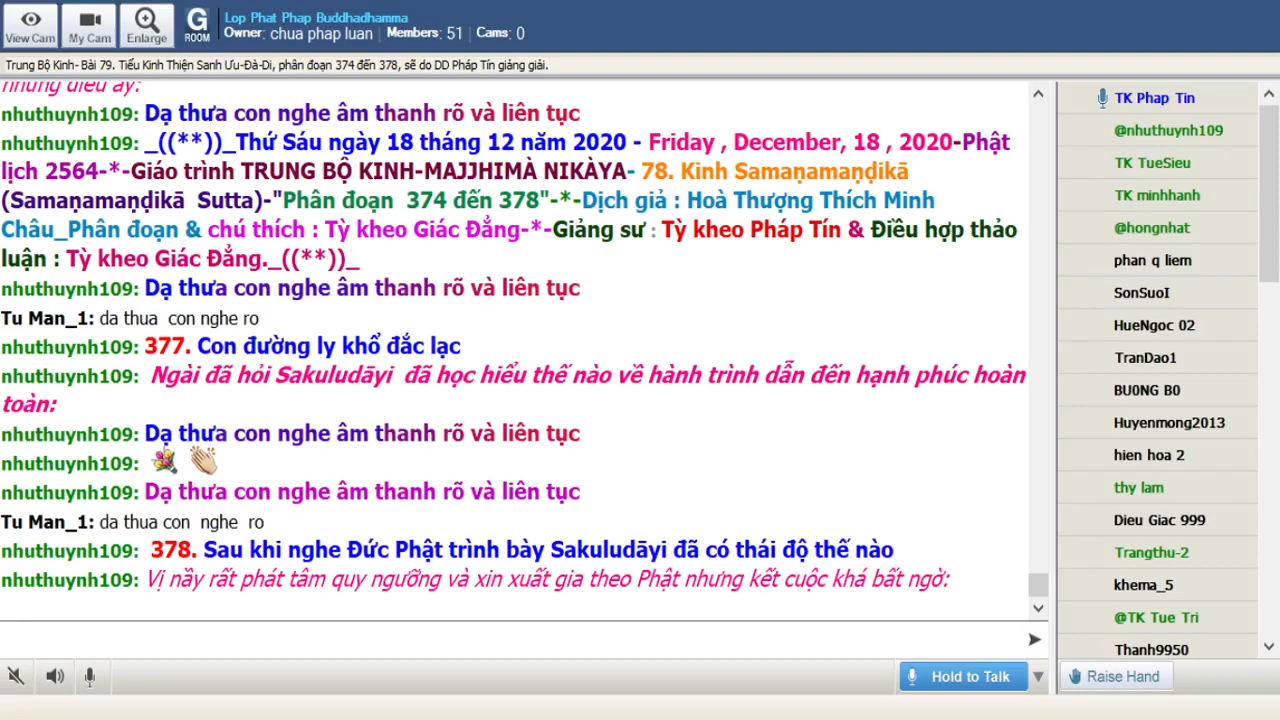 Lop Phat Phap Buddhadhamma
Owner: chua phap luan | Members: 51 | Cams: 0
View Cam
My Cam
Enlarge
G
ROOM
Trung Bộ Kinh- Bài 79. Tiểu Kinh Thiện Sanh Ưu-Đà-Di, phân đoạn 374 đến 378, sẽ do DD Pháp Tín giảng giải.
những điều ấy:
nhuthuynh109: Dạ thưa con nghe âm thanh rõ và liên tục
nhuthuynh109: _((**))_Thứ Sáu ngày 18 tháng 12 năm 2020 - Friday , December, 18 , 2020-Phật
lịch 2564-*-Giáo trình TRUNG BỘ KINH-MAJJHIMÀ NIKÀYA- 78. Kinh Samaṇamaṇḍikā
(Samaṇamaṇḍikā Sutta)-"Phân đoạn 374 đến 378"-*-Dịch giả : Hoà Thượng Thích Minh
Châu_Phân đoạn & chú thích : Tỳ kheo Giác Đẳng-*-Giảng sư : Tỳ kheo Pháp Tín & Điều hợp thảo
luận : Tỳ kheo Giác Đẳng._((**))_
nhuthuynh109: Dạ thưa con nghe âm thanh rõ và liên tục
Tu Man_1: da thua con nghe ro
nhuthuynh109: 377. Con đường ly khổ đắc lạc
nhuthuynh109: Ngài đã hỏi Sakuludāyi đã học hiểu thế nào về hành trình dẫn đến hạnh phúc hoàn
toàn:
nhuthuynh109: Dạ thưa con nghe âm thanh rõ và liên tục
nhuthuynh109:
nhuthuynh109: Dạ thưa con nghe âm thanh rõ và liên tục
Tu Man_1: da thua con nghe ro
nhuthuynh109: 378. Sau khi nghe Đức Phật trình bày Sakuludāyi đã có thái độ thế nào
nhuthuynh109: Vị nầy rất phát tâm quy ngưỡng và xin xuất gia theo Phật nhưng kết cuộc khá bất ngờ:
TK Phap Tin
@nhuthuynh109
TK TueSieu
TK minhhanh
@hongnhat
phan q liem
SonSuoI
HueNgoc 02
TranDao1
BU0NG B0
Huyenmong2013
hien hoa 2
thy lam
Dieu Giac 999
Trangthu-2
khema_5
@TK Tue Tri
Thanh9950
Hold to Talk
Raise Hand